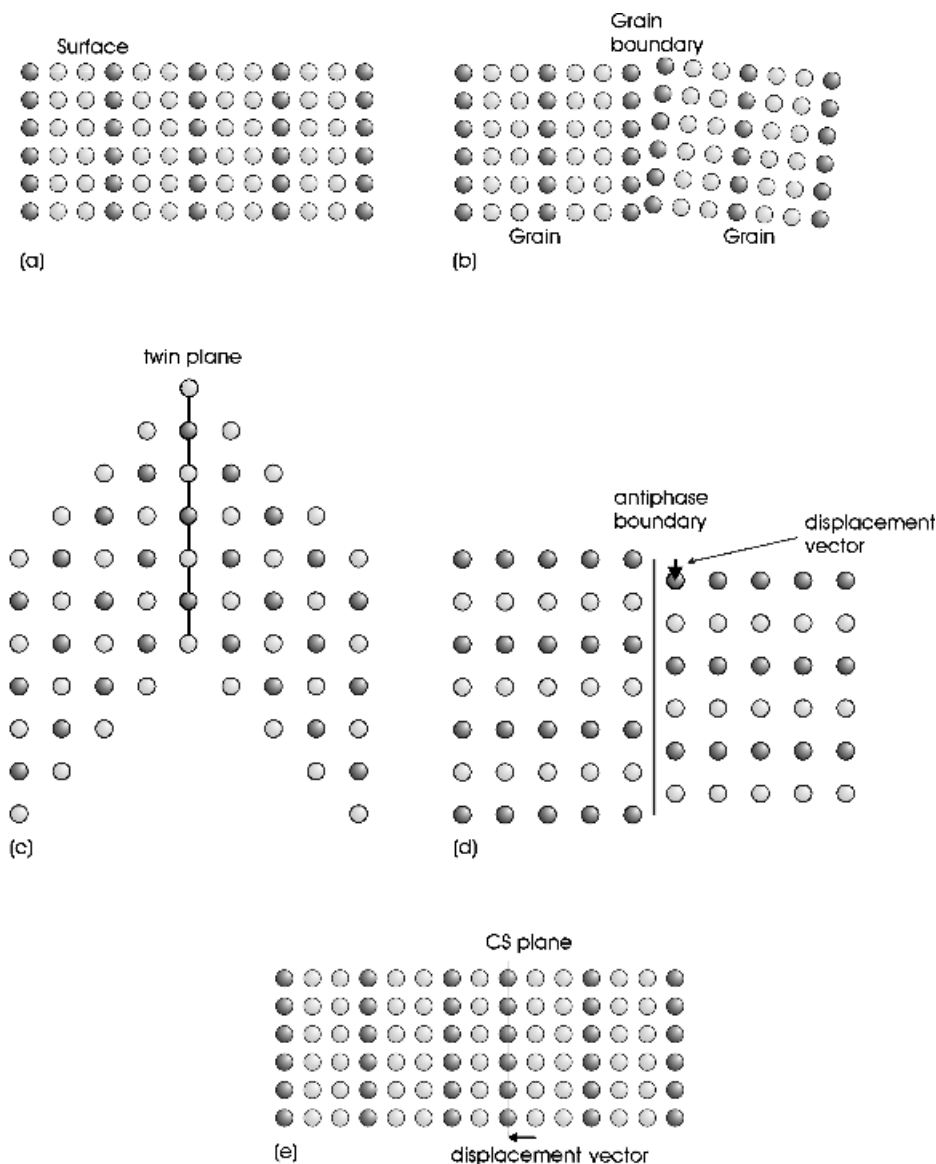 Surface
(a)
Grain
boundary
Grain
Grain
(b)
twin plane
(c)
antiphase
boundary
displacement
vector
(d)
CS plane
(e)
displacement vector